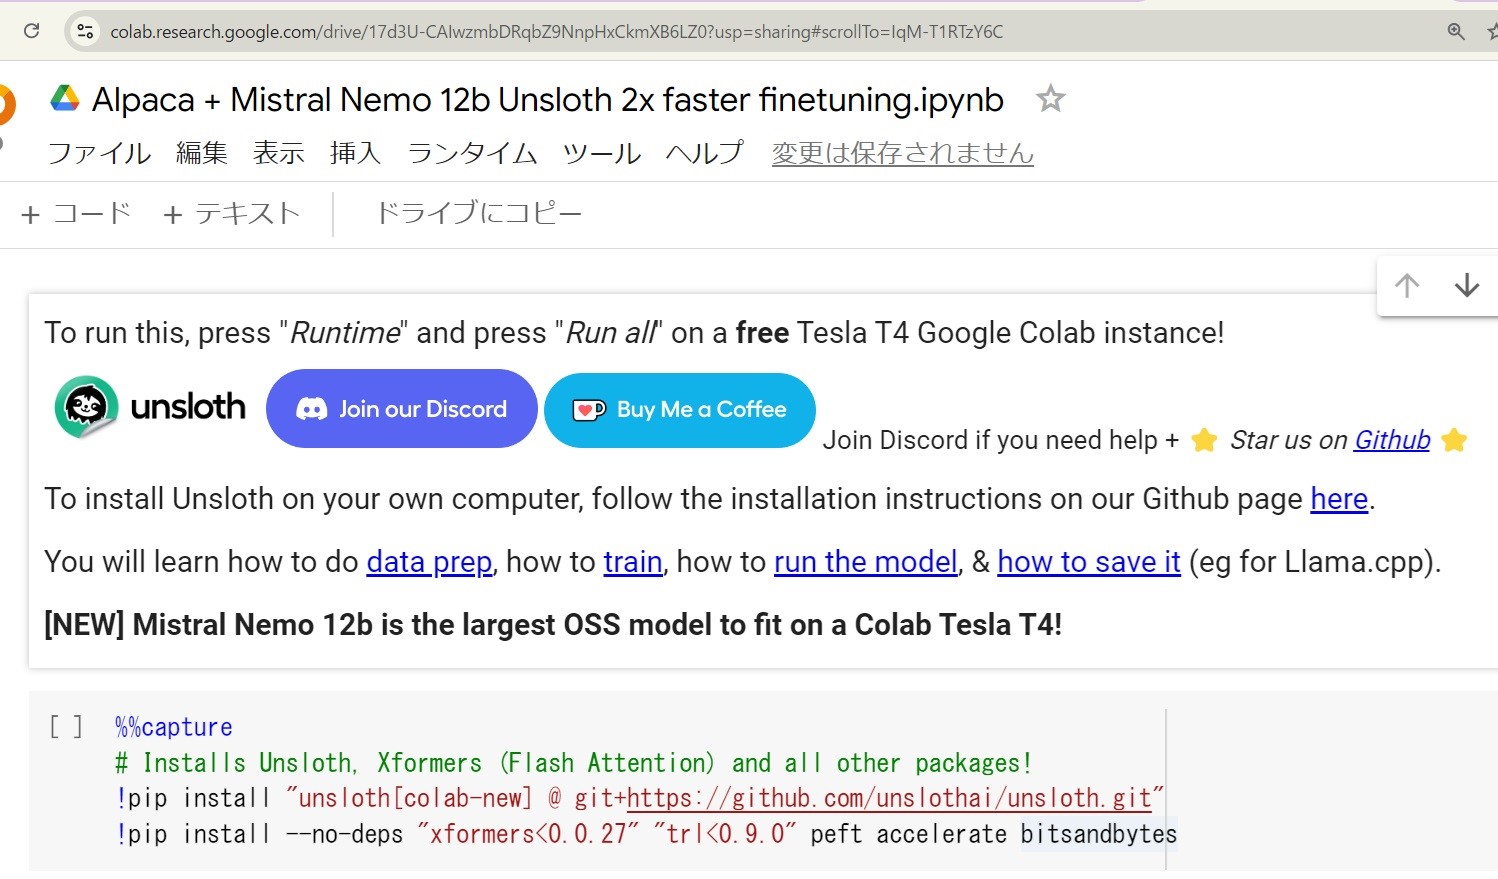 colab.research.google.com/drive/17d3U-CAIwzmbDRqbZ9NnpHxCkmXB6LZ0?usp=sharing#scrollTo=IqM-T1RTzY6C
Alpaca + Mistral Nemo 12b Unsloth 2x faster finetuning.ipynb
ファイル 編集 表示 挿入 ランタイム ツール ヘルプ 変更は保存されません
+ コード + テキスト ドライブにコピー
To run this, press "Runtime" and press "Run all" on a free Tesla T4 Google Colab instance!
unsloth Join our Discord Buy Me a Coffee Join Discord if you need help + ⭐ Star us on Github ⭐
To install Unsloth on your own computer, follow the installation instructions on our Github page here.
You will learn how to do data prep, how to train, how to run the model, & how to save it (eg for Llama.cpp).
[NEW] Mistral Nemo 12b is the largest OSS model to fit on a Colab Tesla T4!
[ ] %%capture
# Installs Unsloth, Xformers (Flash Attention) and all other packages!
!pip install "unsloth[colab-new] @ git+https://github.com/unslothai/unsloth.git"
!pip install --no-deps "xformers<0.0.27" "trl<0.9.0" peft accelerate bitsandbytes